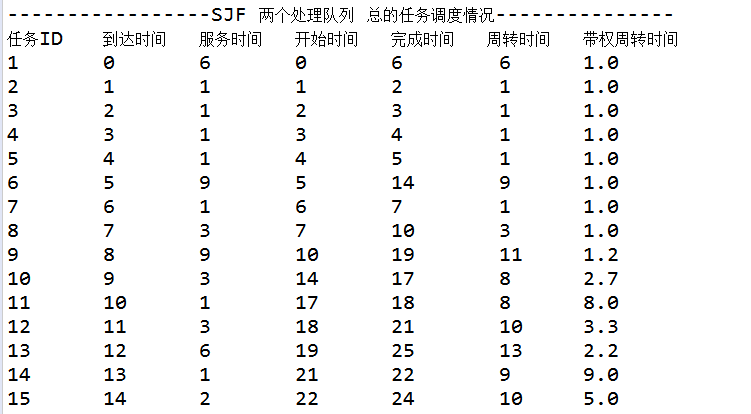 -----------------SJF 两个处理队列 总的任务调度情况---------------
任务ID 到达时间 服务时间 开始时间 完成时间 周转时间 带权周转时间
1 0 6 0 6 6 1.0
2 1 1 1 2 1 1.0
3 2 1 2 3 1 1.0
4 3 1 3 4 1 1.0
5 4 1 4 5 1 1.0
6 5 9 5 14 9 1.0
7 6 1 6 7 1 1.0
8 7 3 7 10 3 1.0
9 8 9 10 19 11 1.2
10 9 3 14 17 8 2.7
11 10 1 17 18 8 8.0
12 11 3 18 21 10 3.3
13 12 6 19 25 13 2.2
14 13 1 21 22 9 9.0
15 14 2 22 24 10 5.0